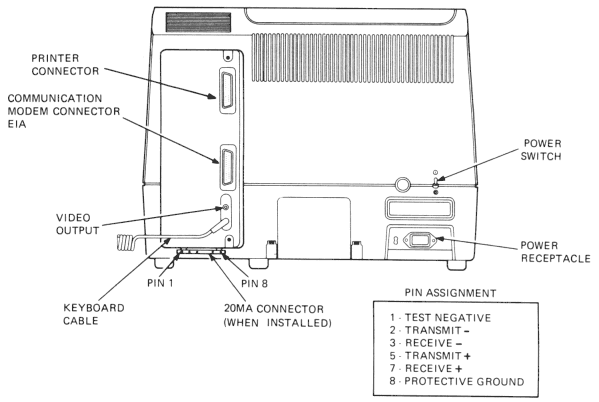 PRINTER
CONNECTOR
COMMUNICATION
MODEM CONNECTOR
EIA
VIDEO
OUTPUT
KEYBOARD
CABLE
PIN 1
PIN 8
20MA CONNECTOR
(WHEN INSTALLED)
POWER
SWITCH
POWER
RECEPTACLE
PIN ASSIGNMENT
1 - TEST NEGATIVE
2 - TRANSMIT −
3 - RECEIVE −
5 - TRANSMIT +
7 - RECEIVE +
8 - PROTECTIVE GROUND